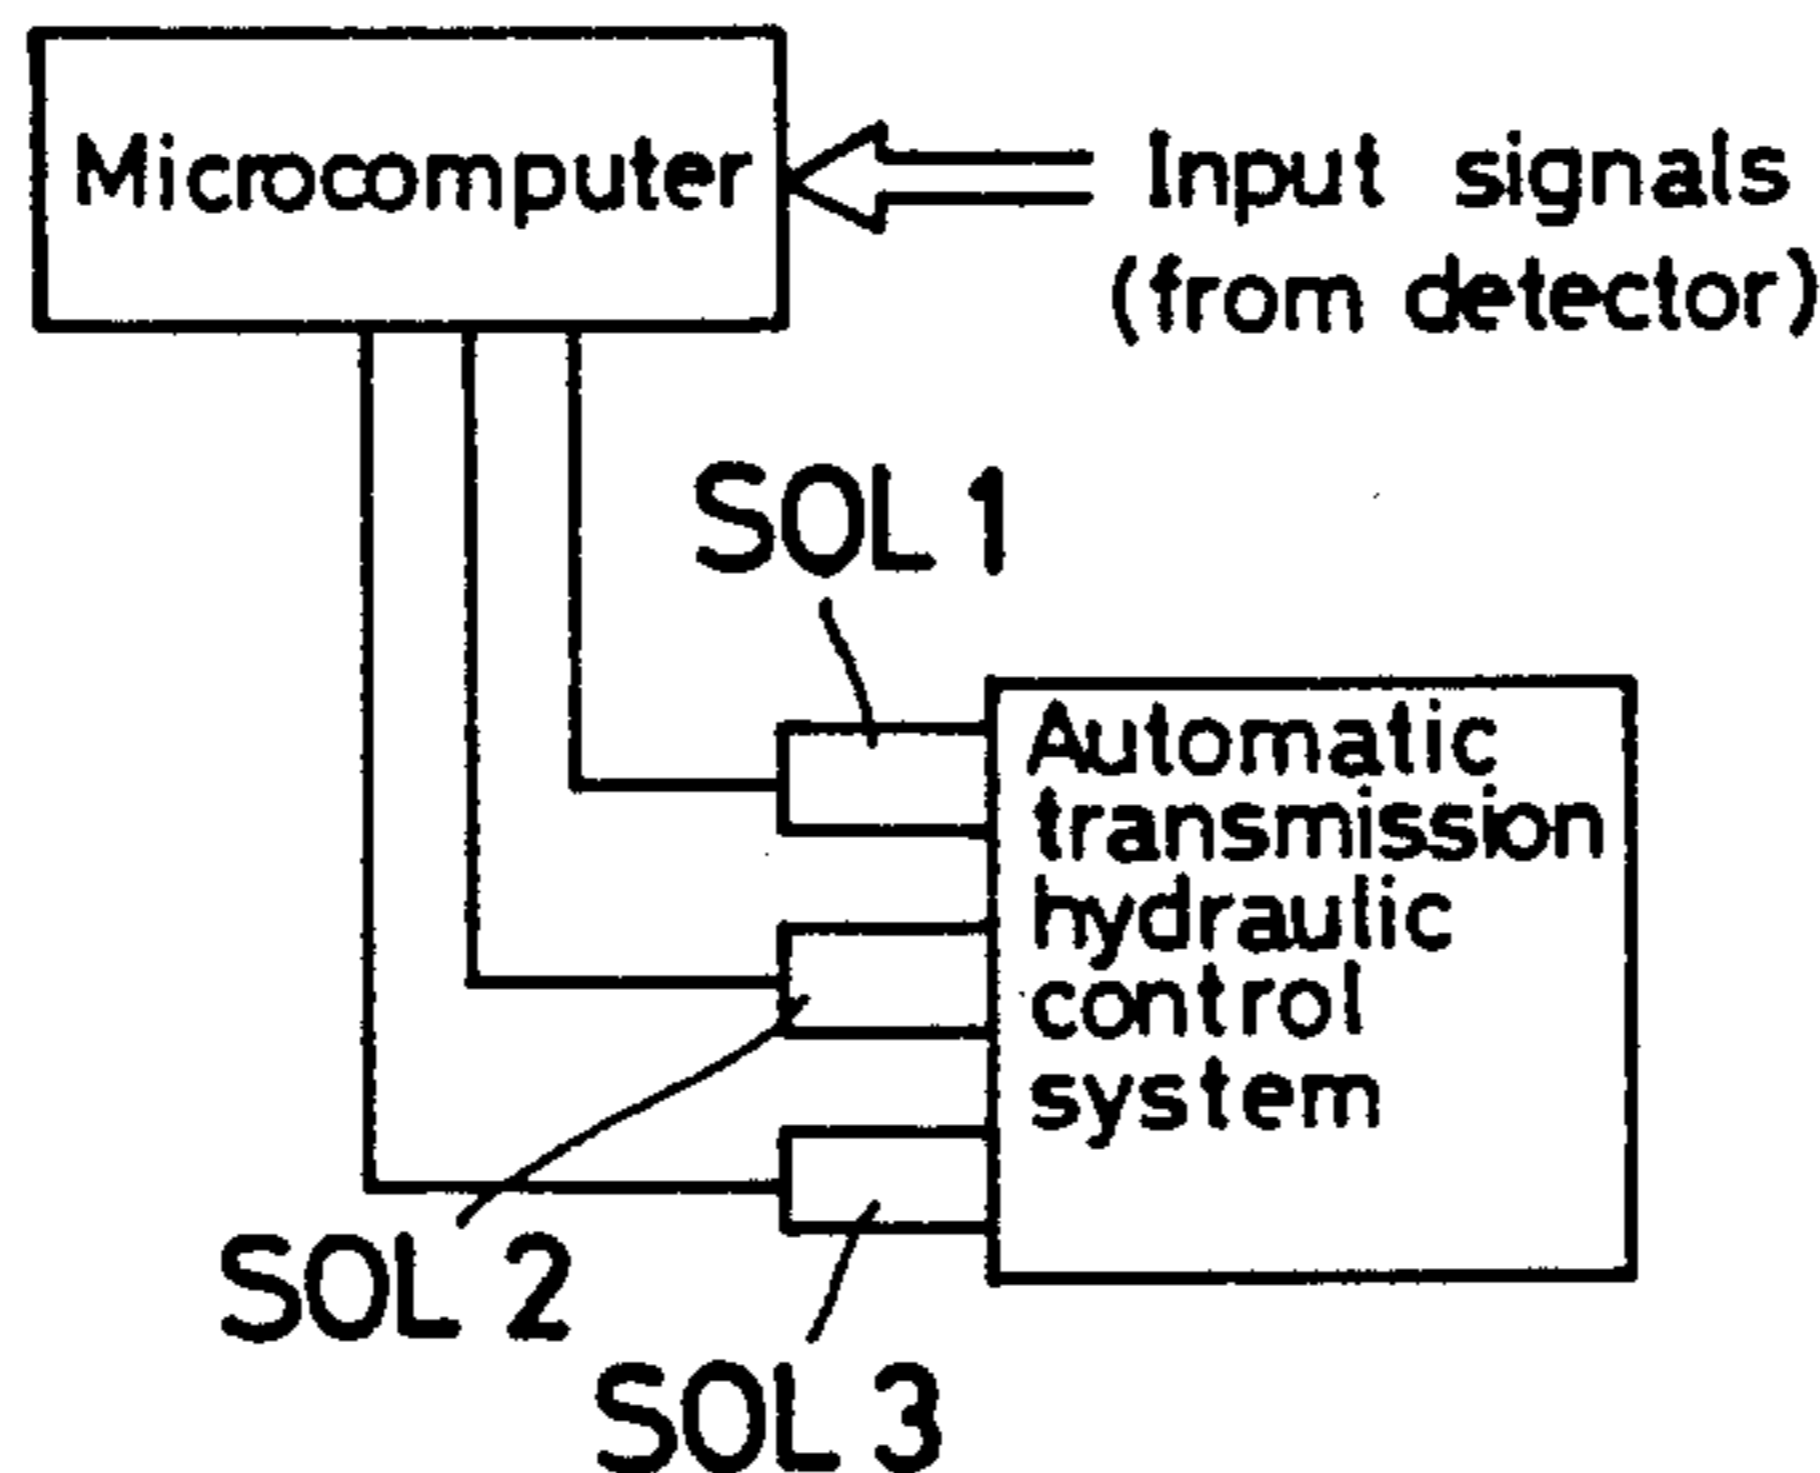 Microcomputer
Input signals
(from detector)
SOL 1
Automatic
transmission
hydraulic
control
system
SOL 2
SOL 3